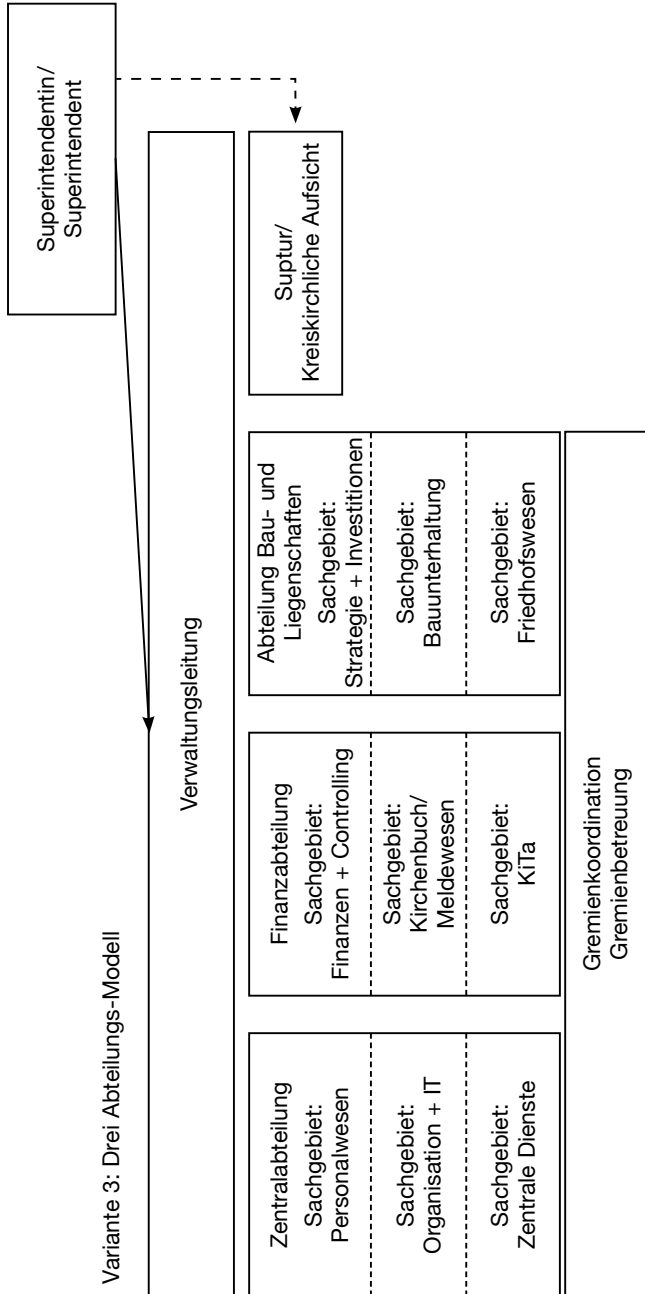 Variante 3: Drei Abteilungs-Modell
Superintendentin/
Superintendent
Verwaltungsleitung
Zentralabteilung
Sachgebiet:
Personalwesen
Sachgebiet:
Organisation + IT
Sachgebiet:
Zentrale Dienste
Finanzabteilung
Sachgebiet:
Finanzen + Controlling
Sachgebiet:
Kirchenbuch/
Meldewesen
Sachgebiet:
KiTa
Abteilung Bau- und
Liegenschaften
Sachgebiet:
Strategie + Investitionen
Sachgebiet:
Bauunterhaltung
Sachgebiet:
Friedhofswesen
Suptur/
Kreiskirchliche Aufsicht
Gremienkoordination
Gremienbetreuung